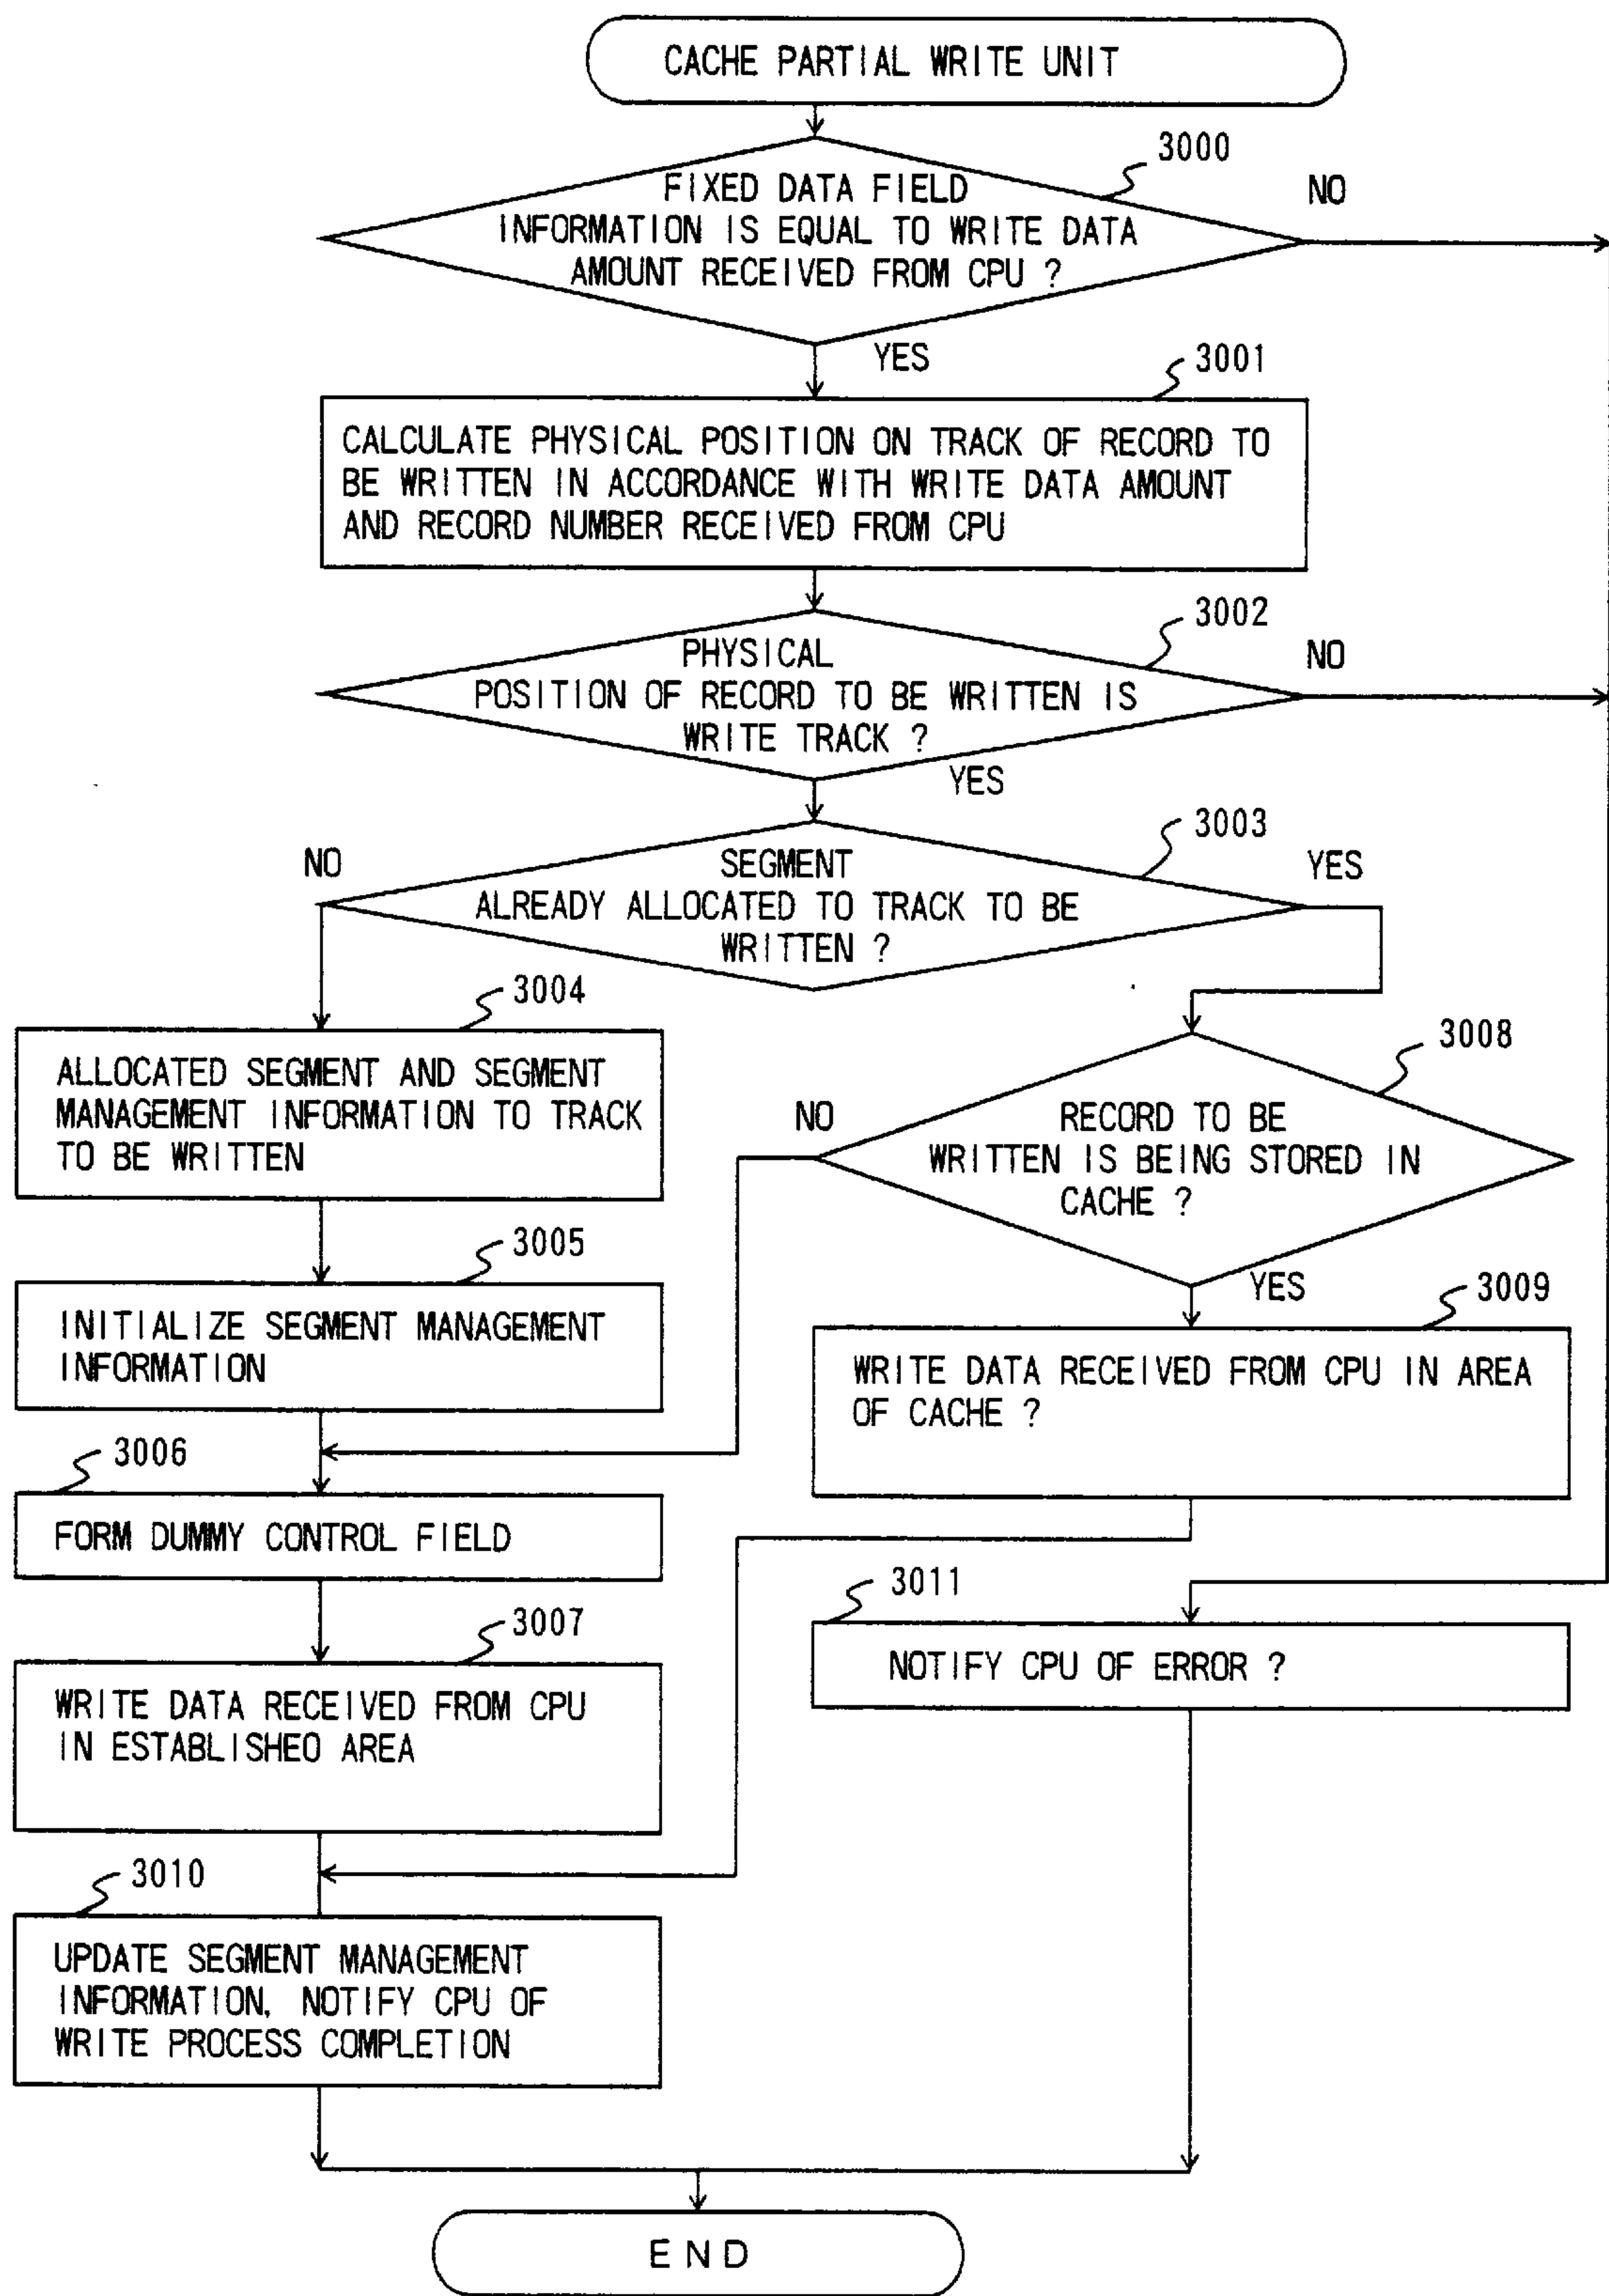 CACHE PARTIAL WRITE UNIT
3000
FIXED DATA FIELD
INFORMATION IS EQUAL TO WRITE DATA
AMOUNT RECEIVED FROM CPU ?
NO
YES
3001
CALCULATE PHYSICAL POSITION ON TRACK OF RECORD TO
BE WRITTEN IN ACCORDANCE WITH WRITE DATA AMOUNT
AND RECORD NUMBER RECEIVED FROM CPU
3002
PHYSICAL
POSITION OF RECORD TO BE WRITTEN IS
WRITE TRACK ?
NO
YES
3003
NO
SEGMENT
ALREADY ALLOCATED TO TRACK TO BE
WRITTEN ?
YES
3004
ALLOCATED SEGMENT AND SEGMENT
MANAGEMENT INFORMATION TO TRACK
TO BE WRITTEN
3008
NO
RECORD TO BE
WRITTEN IS BEING STORED IN
CACHE ?
YES
3005
INITIALIZE SEGMENT MANAGEMENT
INFORMATION
3009
WRITE DATA RECEIVED FROM CPU IN AREA
OF CACHE ?
3006
FORM DUMMY CONTROL FIELD
3011
NOTIFY CPU OF ERROR ?
3007
WRITE DATA RECEIVED FROM CPU
IN ESTABLISHEO AREA
3010
UPDATE SEGMENT MANAGEMENT
INFORMATION, NOTIFY CPU OF
WRITE PROCESS COMPLETION
END